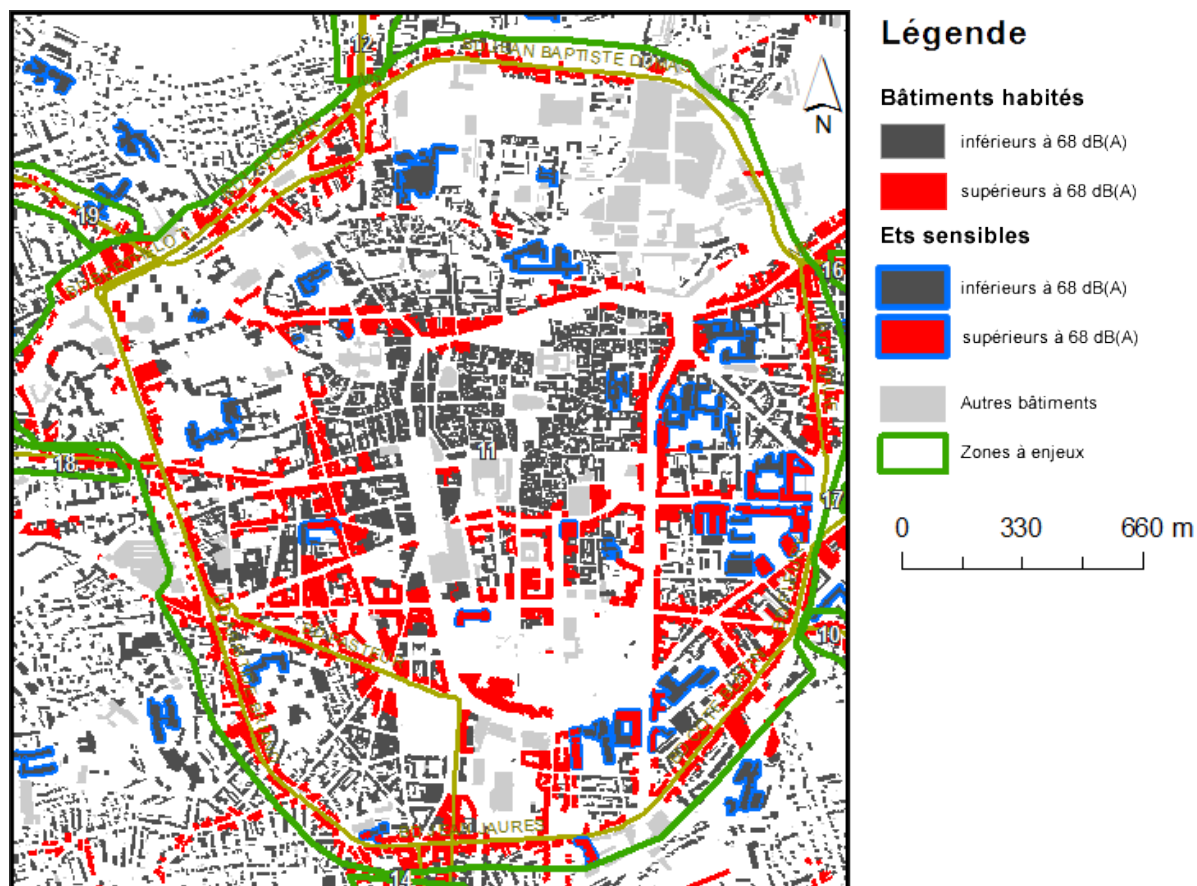 Légende
Bâtiments habités
inférieurs à 68 dB(A)
supérieurs à 68 dB(A)
Ets sensibles
inférieurs à 68 dB(A)
supérieurs à 68 dB(A)
Autres bâtiments
Zones à enjeux
0 330 660 m
N
12
JEAN BAPTISTE
19
16
11
18
17
10
14
JAURES